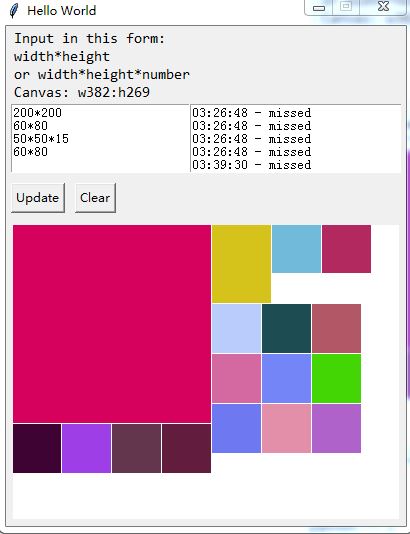 Hello World
Input in this form:
width*height
or width*height*number
Canvas: w382:h269
200*200
60*80
50*50*15
60*80
03:26:48 - missed
03:26:48 - missed
03:26:48 - missed
03:26:48 - missed
03:39:30 - missed
Update
Clear